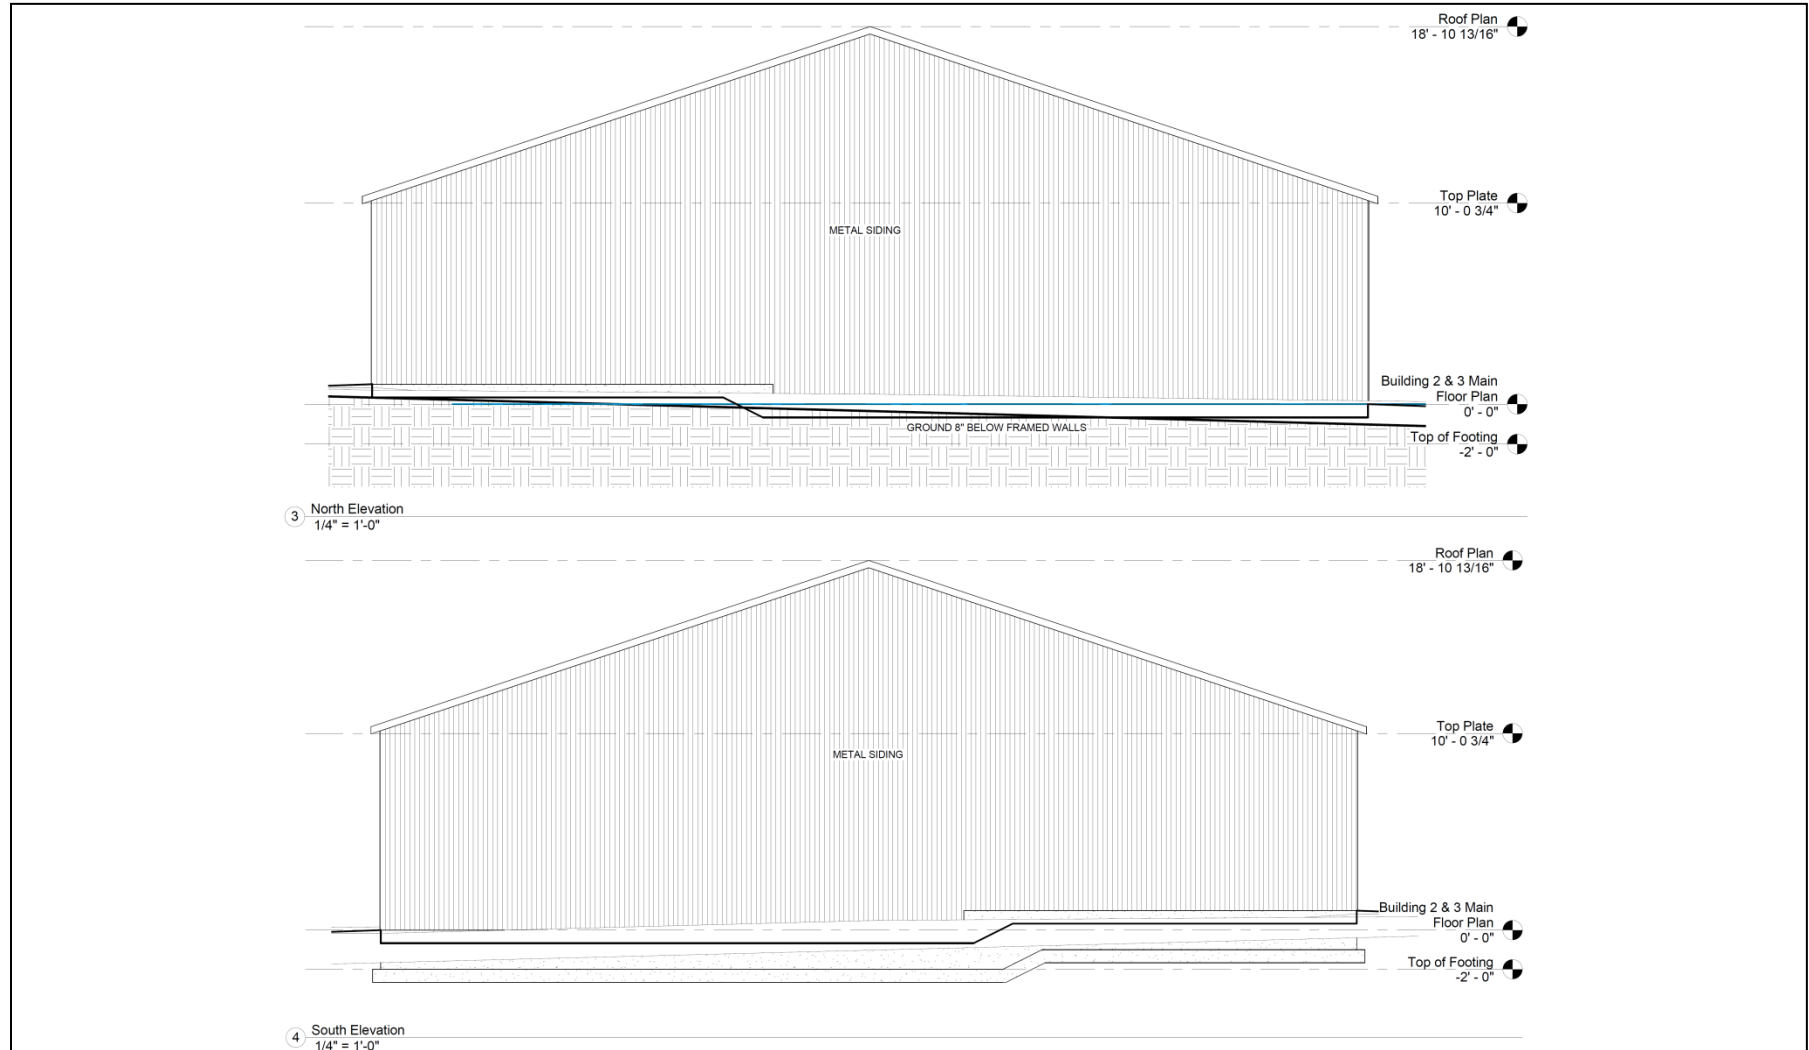 Roof Plan
18' - 10 13/16"
Top Plate
10' - 0 3/4"
METAL SIDING
Building 2 & 3 Main
Floor Plan
0' - 0"
GROUND 8" BELOW FRAMED WALLS
Top of Footing
-2' - 0"
3 North Elevation
1/4" = 1'-0"
Roof Plan
18' - 10 13/16"
Top Plate
10' - 0 3/4"
METAL SIDING
Building 2 & 3 Main
Floor Plan
0' - 0"
Top of Footing
-2' - 0"
4 South Elevation
1/4" = 1'-0"